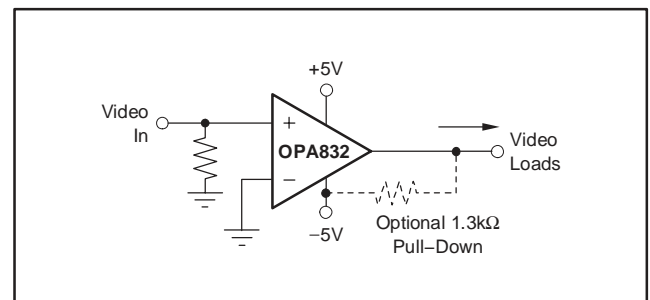 +5V
Video
In
+
OPA832
−
Video
Loads
−5V
Optional 1.3kΩ
Pull−Down